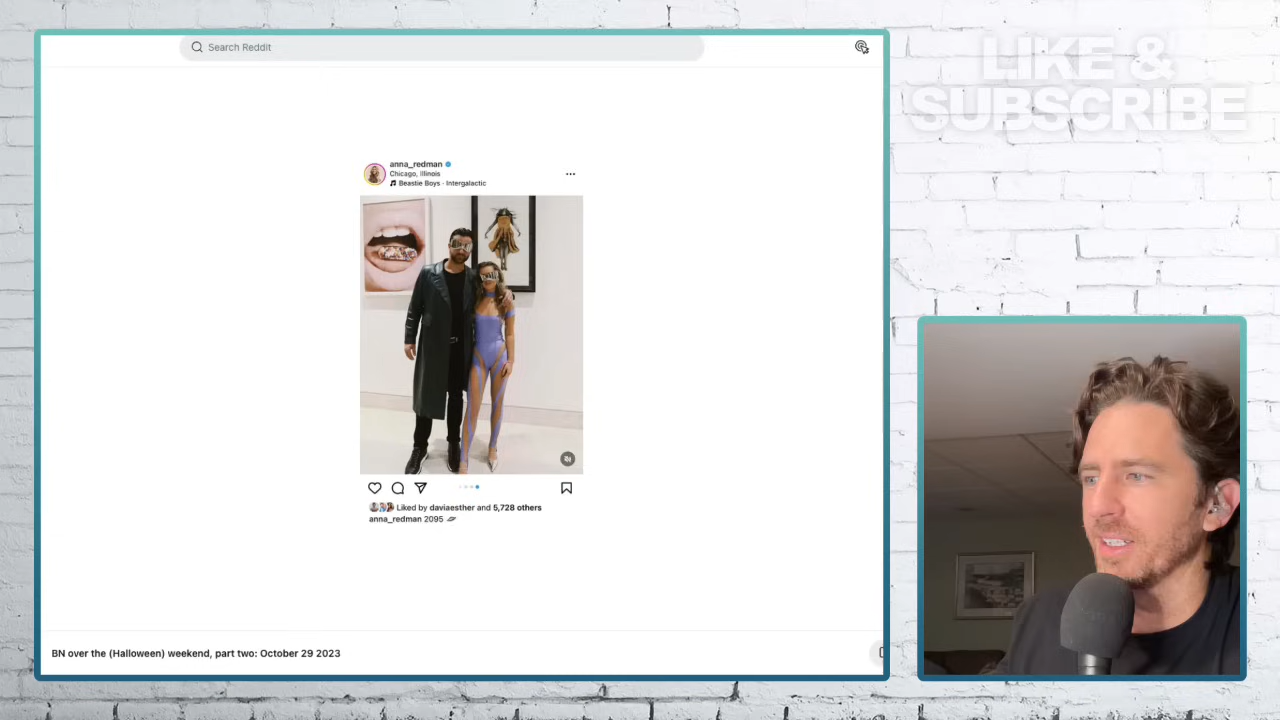 Search Reddit
LIKE &
SUBSCRIBE
anna_redman
Chicago, Illinois
Beastie Boys · Intergalactic
Liked by daviaesther and 5,728 others
anna_redman 2095
BN over the (Halloween) weekend, part two: October 29 2023